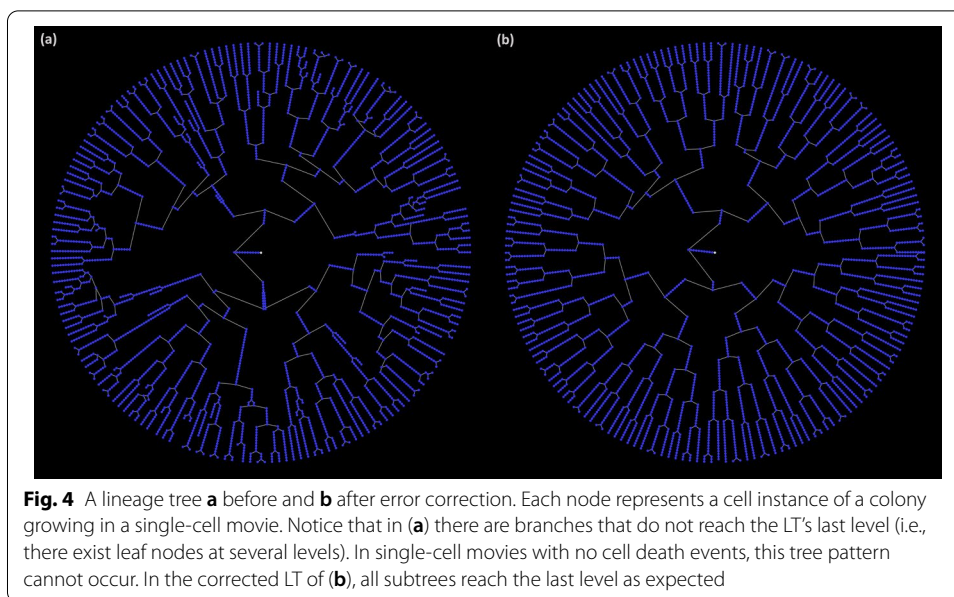 (a)
(b)
Fig. 4 A lineage tree a before and b after error correction. Each node represents a cell instance of a colony
growing in a single-cell movie. Notice that in (a) there are branches that do not reach the LT's last level (i.e.,
there exist leaf nodes at several levels). In single-cell movies with no cell death events, this tree pattern
cannot occur. In the corrected LT of (b), all subtrees reach the last level as expected